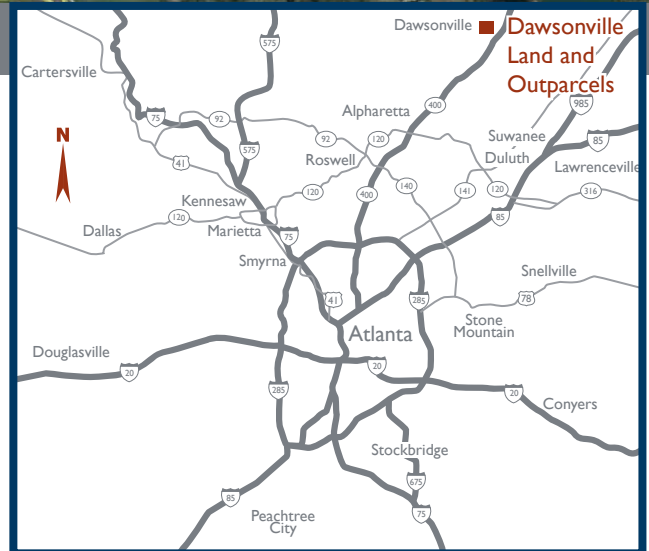 Dawsonville
Dawsonville
Land and
Outparcels
575
985
Cartersville
400
Alpharetta
75
92
92
120
Suwanee
85
575
Roswell
Duluth
Lawrenceville
41
120
400
140
141
120
316
Kennesaw
N
120
85
Dallas
Marietta
75
Smyrna
Snellville
41
285
78
Stone
Mountain
Atlanta
Douglasville
20
20
285
20
Conyers
Stockbridge
675
85
75
Peachtree
City